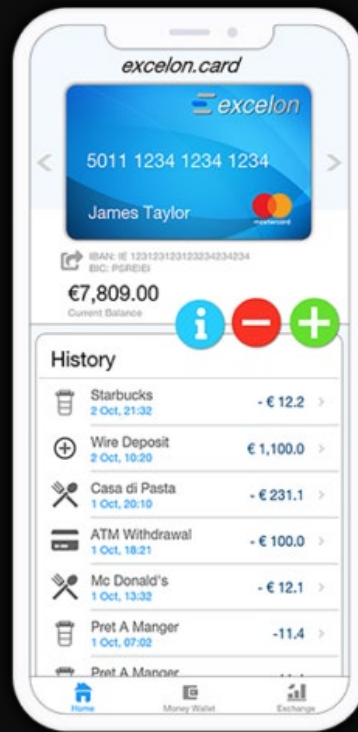 excelon.card
excelon
5011 1234 1234 1234
James Taylor
mastercard
BIC: PSREIEI
€7,809.00
Current Balance
History
Starbucks
2 Oct, 21:32
- € 12.2
Wire Deposit
2 Oct, 10:20
€ 1,100.0
Casa di Pasta
1 Oct, 20:10
- € 231.1
ATM Withdrawal
1 Oct, 18:21
- € 100.0
Mc Donald's
1 Oct, 13:32
- € 12.1
Pret A Manger
1 Oct, 07:02
-11.4
Pret A Manger
Home
Money Wallet
Exchange